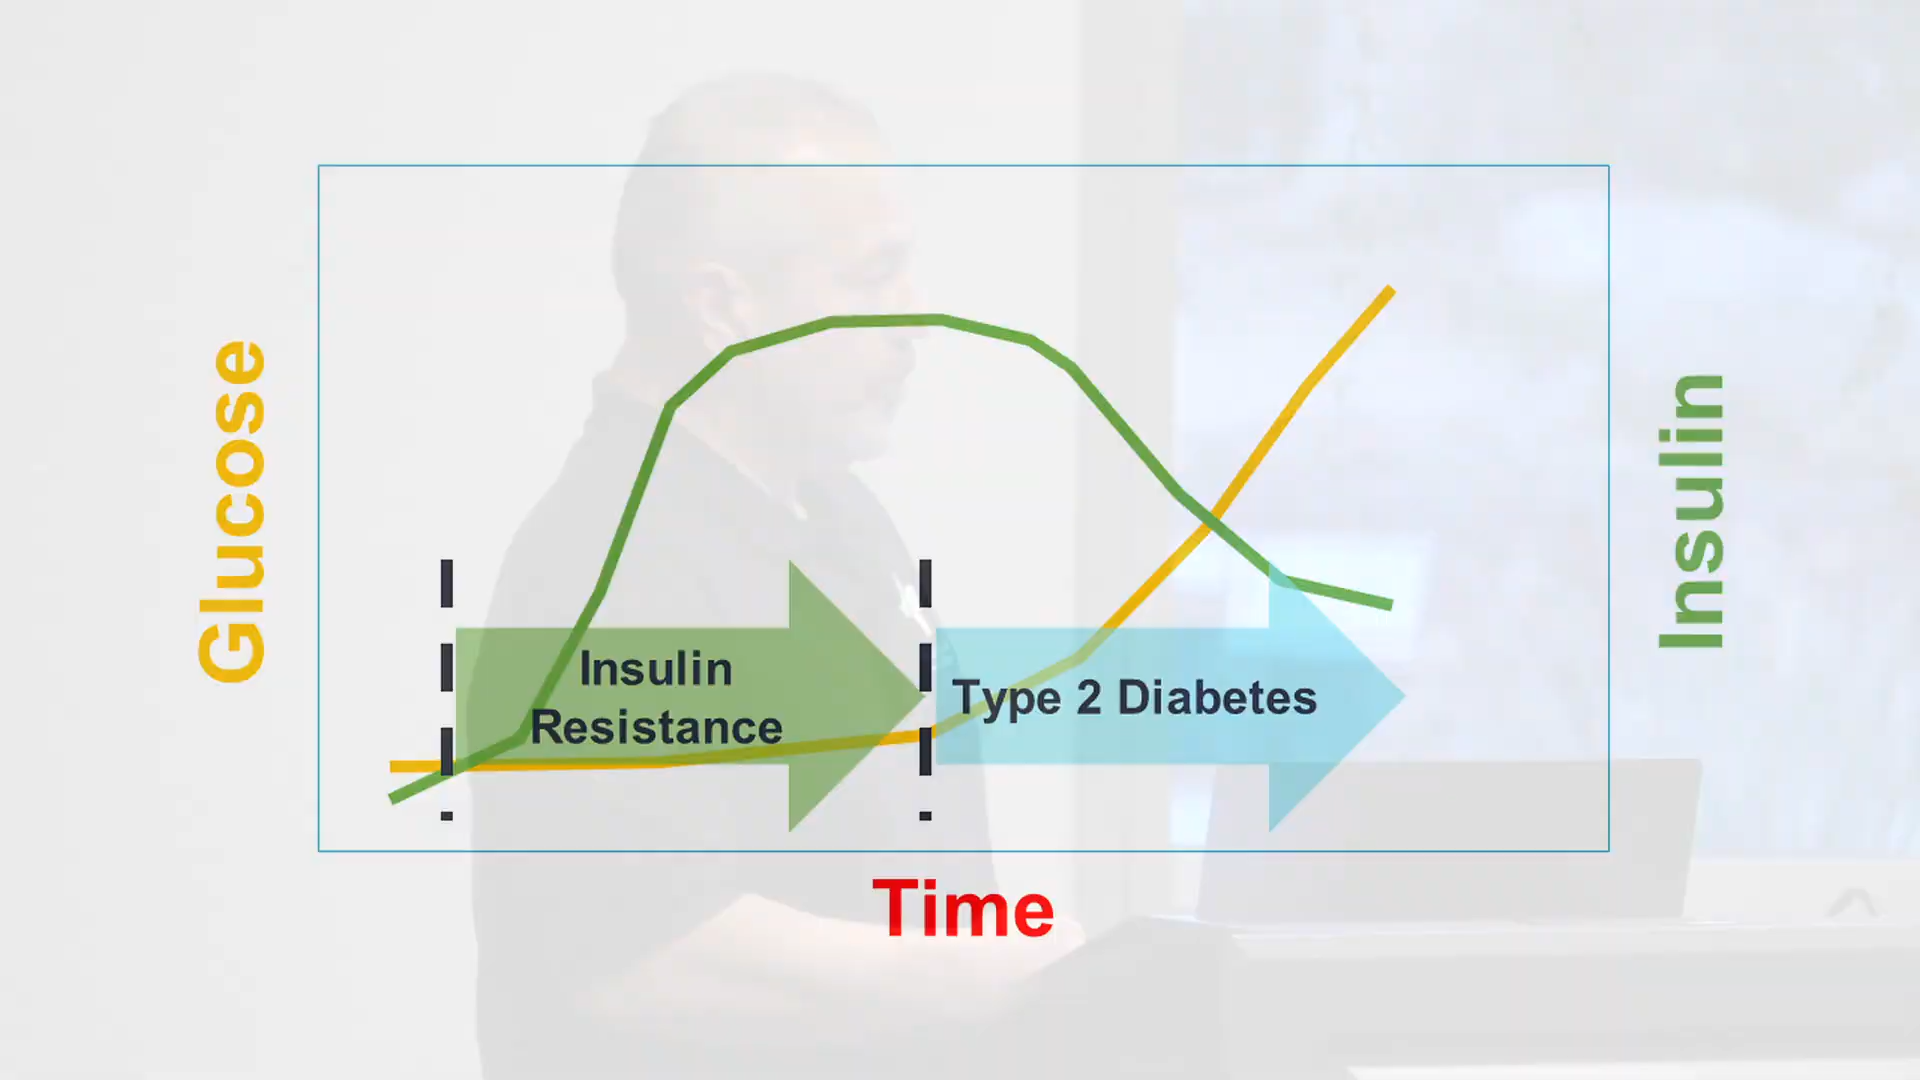 Glucose
Insulin
Resistance
Type 2 Diabetes
Insulin
Time